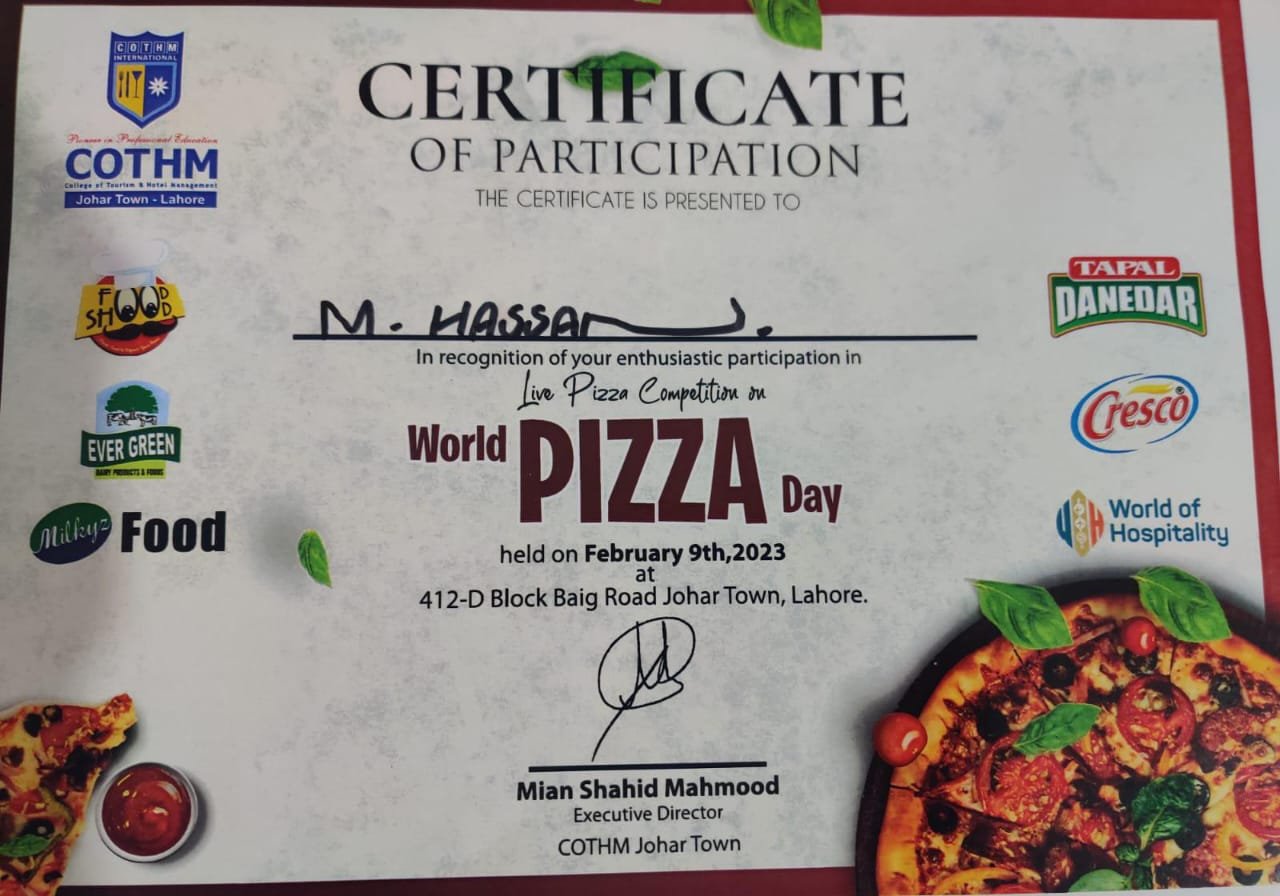 COTHM
INTERNATIONAL
Pioneer in Professional Education
COTHM
College of Tourism & Hotel Management
Johar Town - Lahore
CERTIFICATE
OF PARTICIPATION
THE CERTIFICATE IS PRESENTED TO
FOOD
SHOOD
EVER GREEN
DAIRY PRODUCTS & FOODS
Milkyz Food
TAPAL
DANEDAR
Cresco®
World of
Hospitality
M. HASSAN.
In recognition of your enthusiastic participation in
Live Pizza Competition on
World PIZZA Day
held on February 9th,2023
at
412-D Block Baig Road Johar Town, Lahore.
Mian Shahid Mahmood
Executive Director
COTHM Johar Town